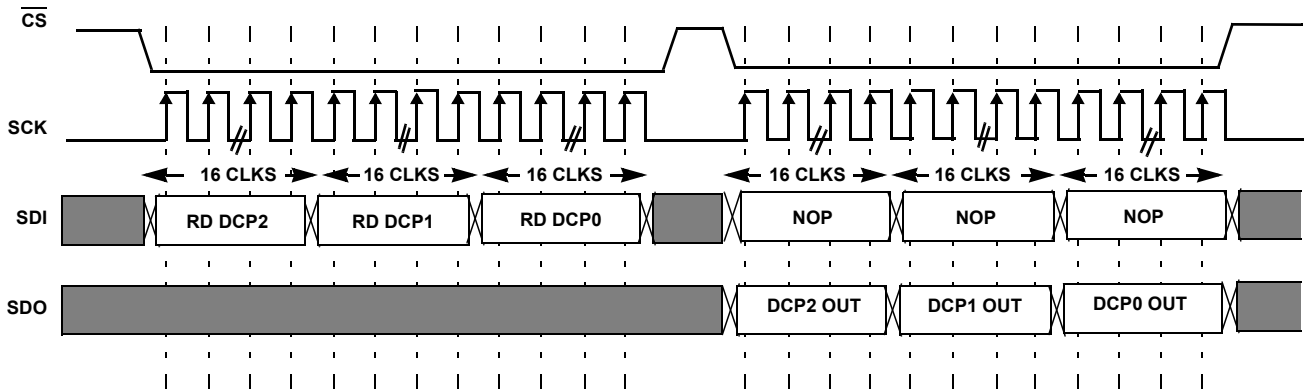 CS
SCK
16 CLKS 16 CLKS 16 CLKS 16 CLKS 16 CLKS 16 CLKS
SDI RD DCP2 RD DCP1 RD DCP0 NOP NOP NOP
SDO DCP2 OUT DCP1 OUT DCP0 OUT